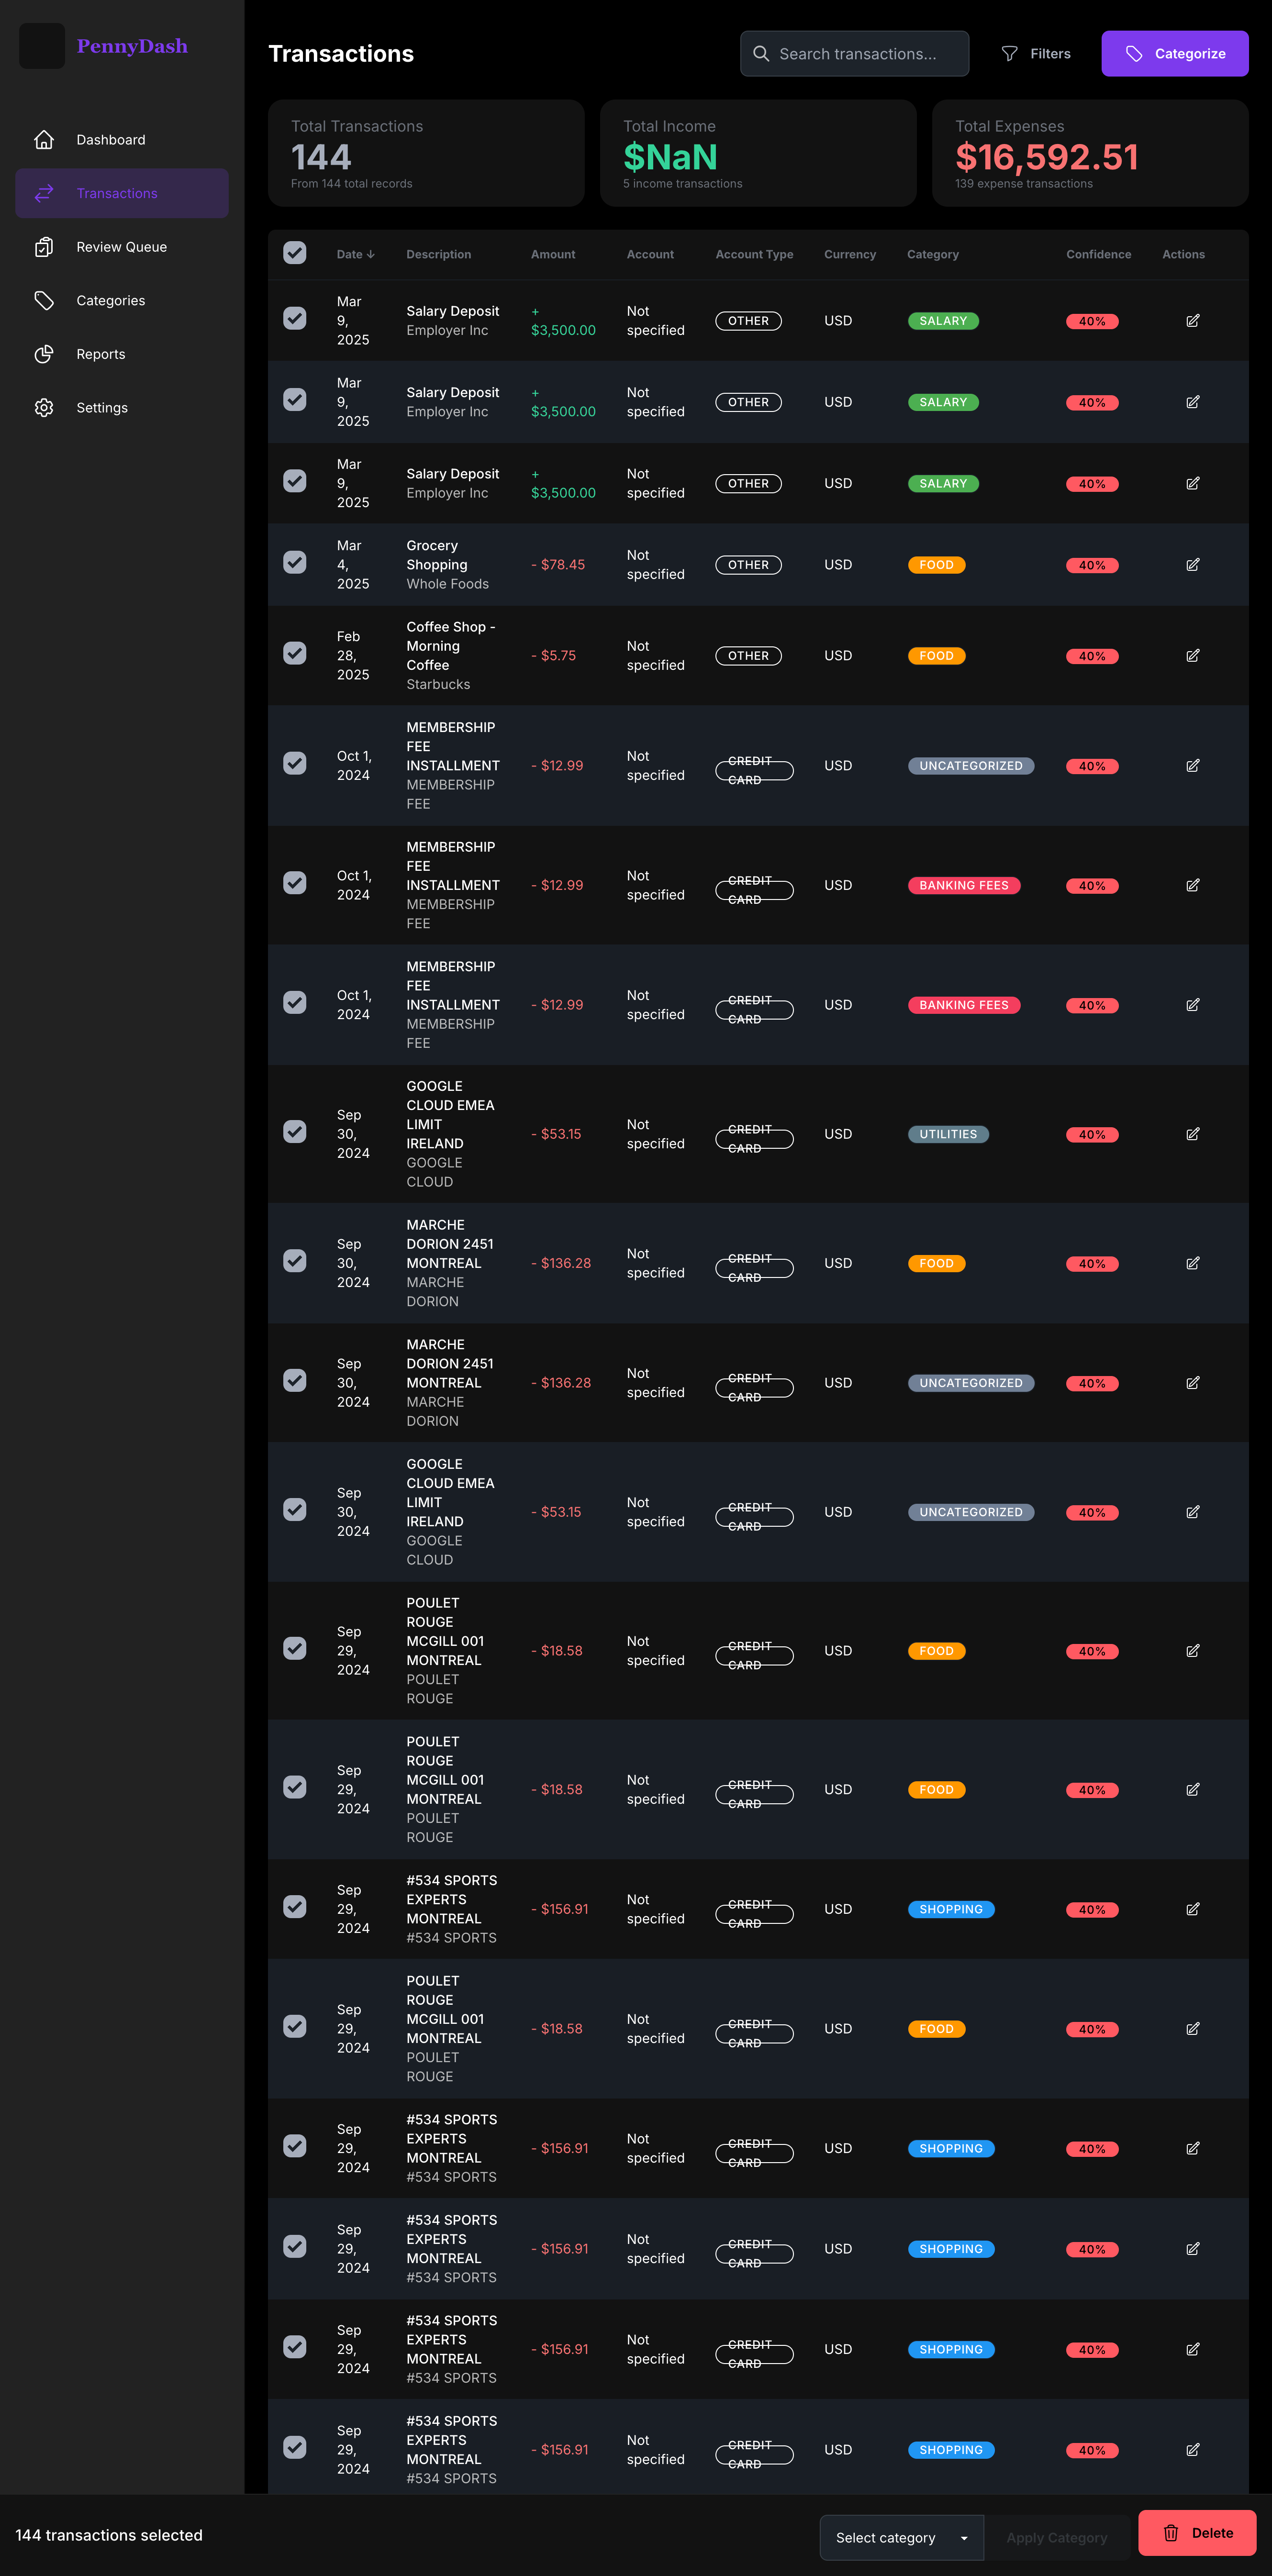 PennyDash
Dashboard
Transactions
Review Queue
Categories
Reports
Settings
Transactions
Search transactions...
Filters
Categorize
Total Transactions
144
From 144 total records
Total Income
$NaN
5 income transactions
Total Expenses
$16,592.51
139 expense transactions
Date ↓ Description Amount Account Account Type Currency Category Confidence Actions
Mar 9, 2025 Salary Deposit Employer Inc + $3,500.00 Not specified OTHER USD SALARY 40%
Mar 9, 2025 Salary Deposit Employer Inc + $3,500.00 Not specified OTHER USD SALARY 40%
Mar 9, 2025 Salary Deposit Employer Inc + $3,500.00 Not specified OTHER USD SALARY 40%
Mar 4, 2025 Grocery Shopping Whole Foods - $78.45 Not specified OTHER USD FOOD 40%
Feb 28, 2025 Coffee Shop - Morning Coffee Starbucks - $5.75 Not specified OTHER USD FOOD 40%
Oct 1, 2024 MEMBERSHIP FEE INSTALLMENT MEMBERSHIP FEE - $12.99 Not specified CREDIT CARD USD UNCATEGORIZED 40%
Oct 1, 2024 MEMBERSHIP FEE INSTALLMENT MEMBERSHIP FEE - $12.99 Not specified CREDIT CARD USD BANKING FEES 40%
Oct 1, 2024 MEMBERSHIP FEE INSTALLMENT MEMBERSHIP FEE - $12.99 Not specified CREDIT CARD USD BANKING FEES 40%
Sep 30, 2024 GOOGLE CLOUD EMEA LIMIT IRELAND GOOGLE CLOUD - $53.15 Not specified CREDIT CARD USD UTILITIES 40%
Sep 30, 2024 MARCHE DORION 2451 MONTREAL MARCHE DORION - $136.28 Not specified CREDIT CARD USD FOOD 40%
Sep 30, 2024 MARCHE DORION 2451 MONTREAL MARCHE DORION - $136.28 Not specified CREDIT CARD USD UNCATEGORIZED 40%
Sep 30, 2024 GOOGLE CLOUD EMEA LIMIT IRELAND GOOGLE CLOUD - $53.15 Not specified CREDIT CARD USD UNCATEGORIZED 40%
Sep 29, 2024 POULET ROUGE MCGILL 001 MONTREAL POULET ROUGE - $18.58 Not specified CREDIT CARD USD FOOD 40%
Sep 29, 2024 POULET ROUGE MCGILL 001 MONTREAL POULET ROUGE - $18.58 Not specified CREDIT CARD USD FOOD 40%
Sep 29, 2024 #534 SPORTS EXPERTS MONTREAL #534 SPORTS - $156.91 Not specified CREDIT CARD USD SHOPPING 40%
Sep 29, 2024 POULET ROUGE MCGILL 001 MONTREAL POULET ROUGE - $18.58 Not specified CREDIT CARD USD FOOD 40%
Sep 29, 2024 #534 SPORTS EXPERTS MONTREAL #534 SPORTS - $156.91 Not specified CREDIT CARD USD SHOPPING 40%
Sep 29, 2024 #534 SPORTS EXPERTS MONTREAL #534 SPORTS - $156.91 Not specified CREDIT CARD USD SHOPPING 40%
Sep 29, 2024 #534 SPORTS EXPERTS MONTREAL #534 SPORTS - $156.91 Not specified CREDIT CARD USD SHOPPING 40%
Sep 29, 2024 #534 SPORTS EXPERTS MONTREAL #534 SPORTS - $156.91 Not specified CREDIT CARD USD SHOPPING 40%
144 transactions selected
Select category
Apply Category
Delete